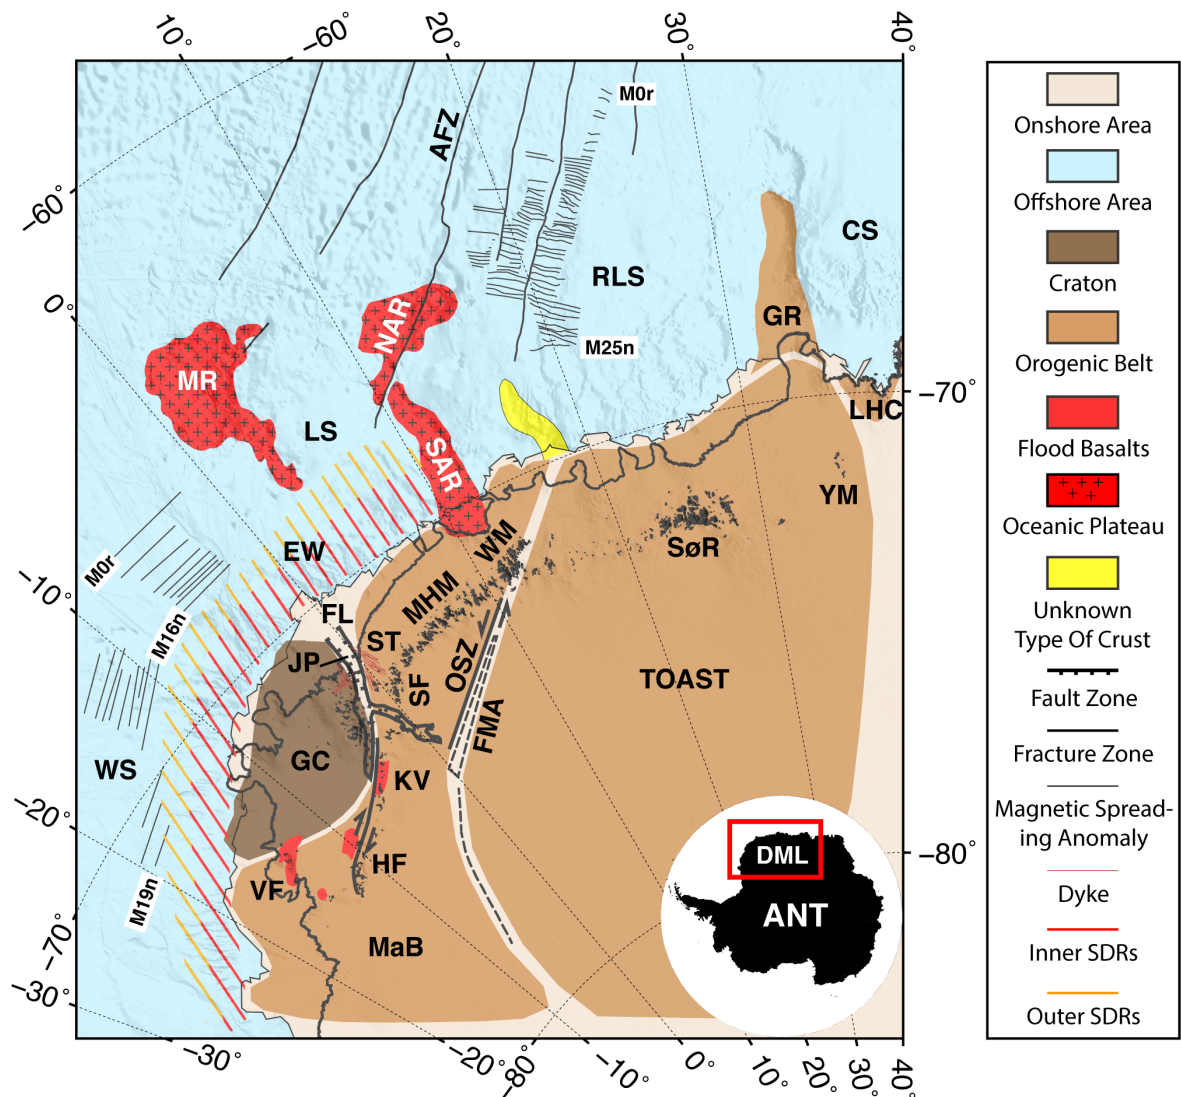 10°
−60°
20°
30°
40°
−60°
0°
−10°
−20°
−70°
−30°
−70°
−80°
−30°
−20°
−80°
−10°
0°
10°
20°
30°
40°
AFZ
M0r
CS
RLS
GR
NAR
M25n
MR
LHC
LS
SAR
YM
WM
SøR
EW
M0r
MHM
FL
ST
M16n
JP
OSZ
SF
TOAST
FMA
GC
WS
KV
HF
VF
M19n
MaB
DML
ANT
Onshore Area
Offshore Area
Craton
Orogenic Belt
Flood Basalts
Oceanic Plateau
Unknown
Type Of Crust
Fault Zone
Fracture Zone
Magnetic Spread-
ing Anomaly
Dyke
Inner SDRs
Outer SDRs